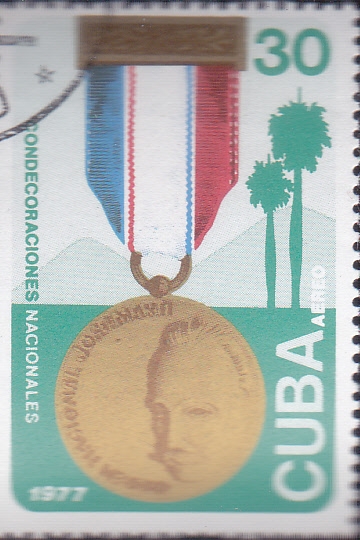 30
CONDECORACIONES NACIONALES
CUBA
AEREO
1977